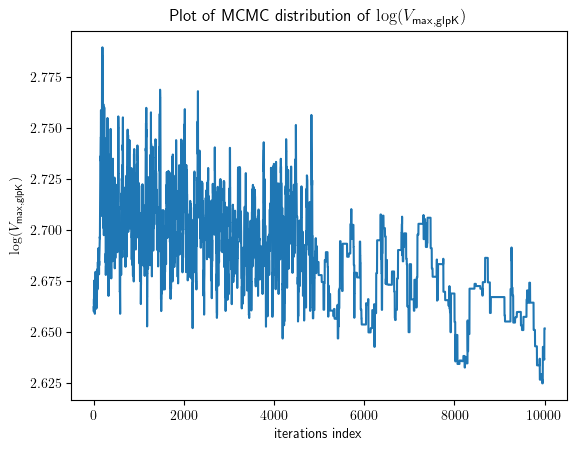 Plot of MCMC distribution of log(V_max,glpK)
log(V_max,glpK)
2.775
2.750
2.725
2.700
2.675
2.650
2.625
0 2000 4000 6000 8000 10000
iterations index